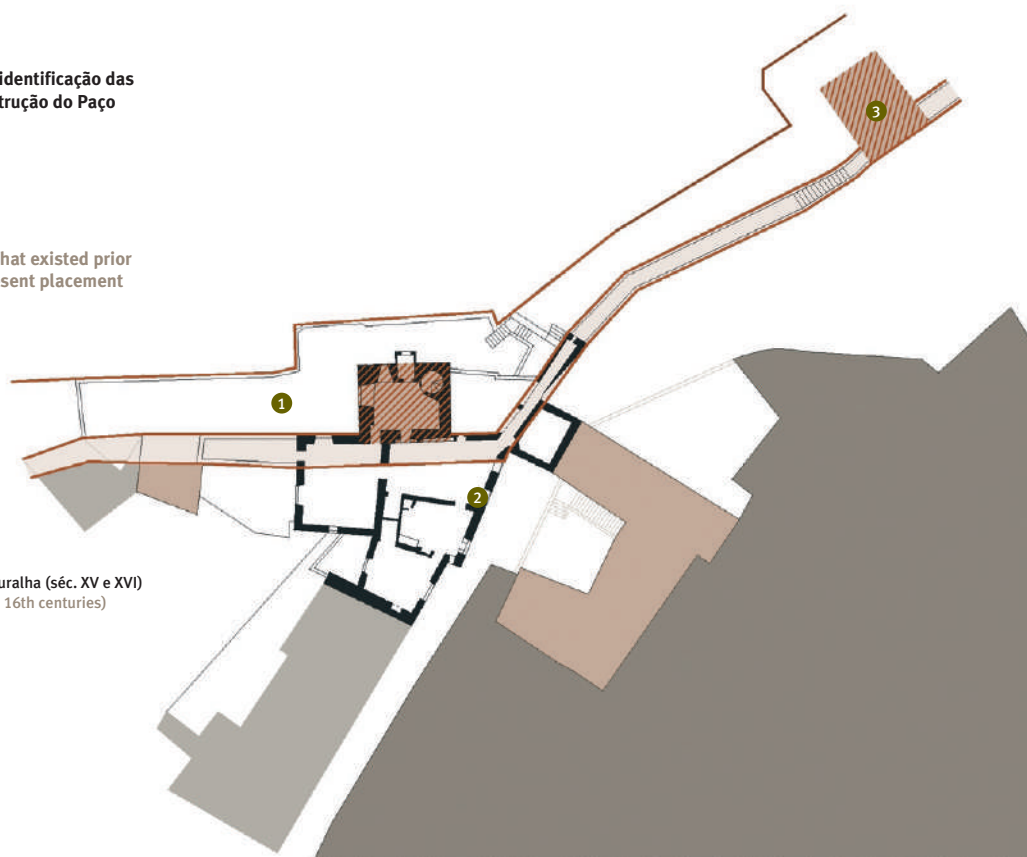 identificação das
trução do Paço
hat existed prior
sent placement
uralha (séc. XV e XVI)
16th centuries)
1
2
3